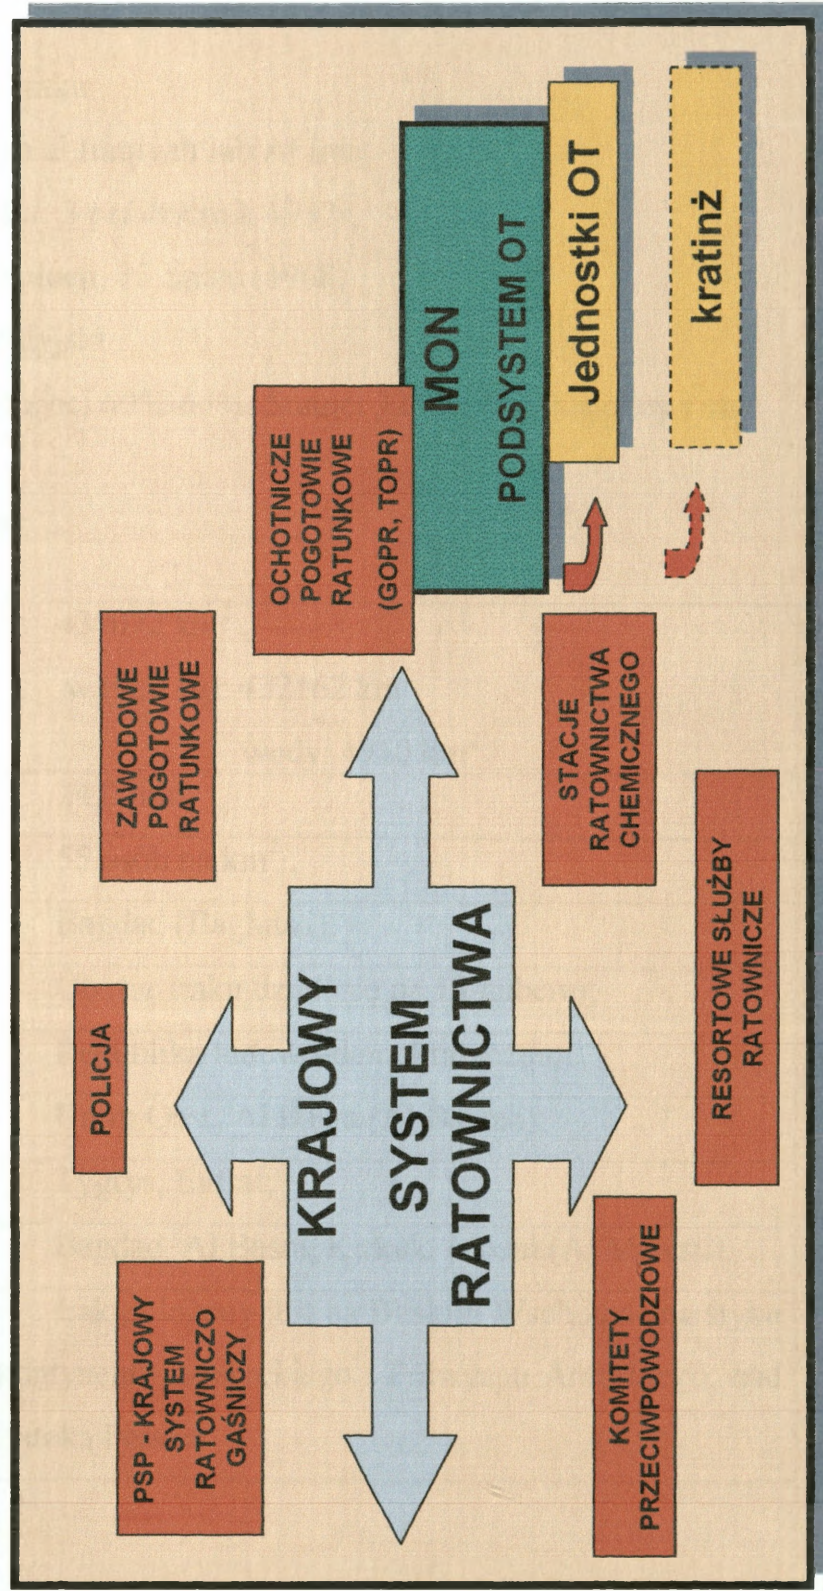 PSP - KRAJOWY
SYSTEM
RATOWNICZO
GAŚNICZY
POLICJA
ZAWODOWE
POGOTOWIE
RATUNKOWE
OCHOTNICZE
POGOTOWIE
RATUNKOWE
(GOPR, TOPR)
MON
PODSYSTEM OT
Jednostki OT
kratinż
KRAJOWY
SYSTEM
RATOWNICTWA
STACJE
RATOWNICTWA
CHEMICZNEGO
KOMITETY
PRZECIWPOWODZIOWE
RESORTOWE SŁUŻBY
RATOWNICZE